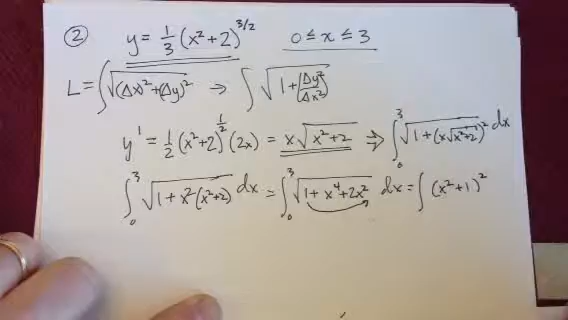 ② y = 1/3 (x²+2)^3/2 0 ≤ x ≤ 3
L = ∫√((Δx)²+(Δy)²) → ∫ √(1+(Δy²/Δx²))
y' = 1/2 (x²+2)^1/2 (2x) = x√(x²+2) ⇒ ∫₀³ √(1+(x√(x²+2))²) dx
∫₀³ √(1+x²(x²+2)) dx = ∫₀³ √(1+x⁴+2x²) dx = ∫ (x²+1)²